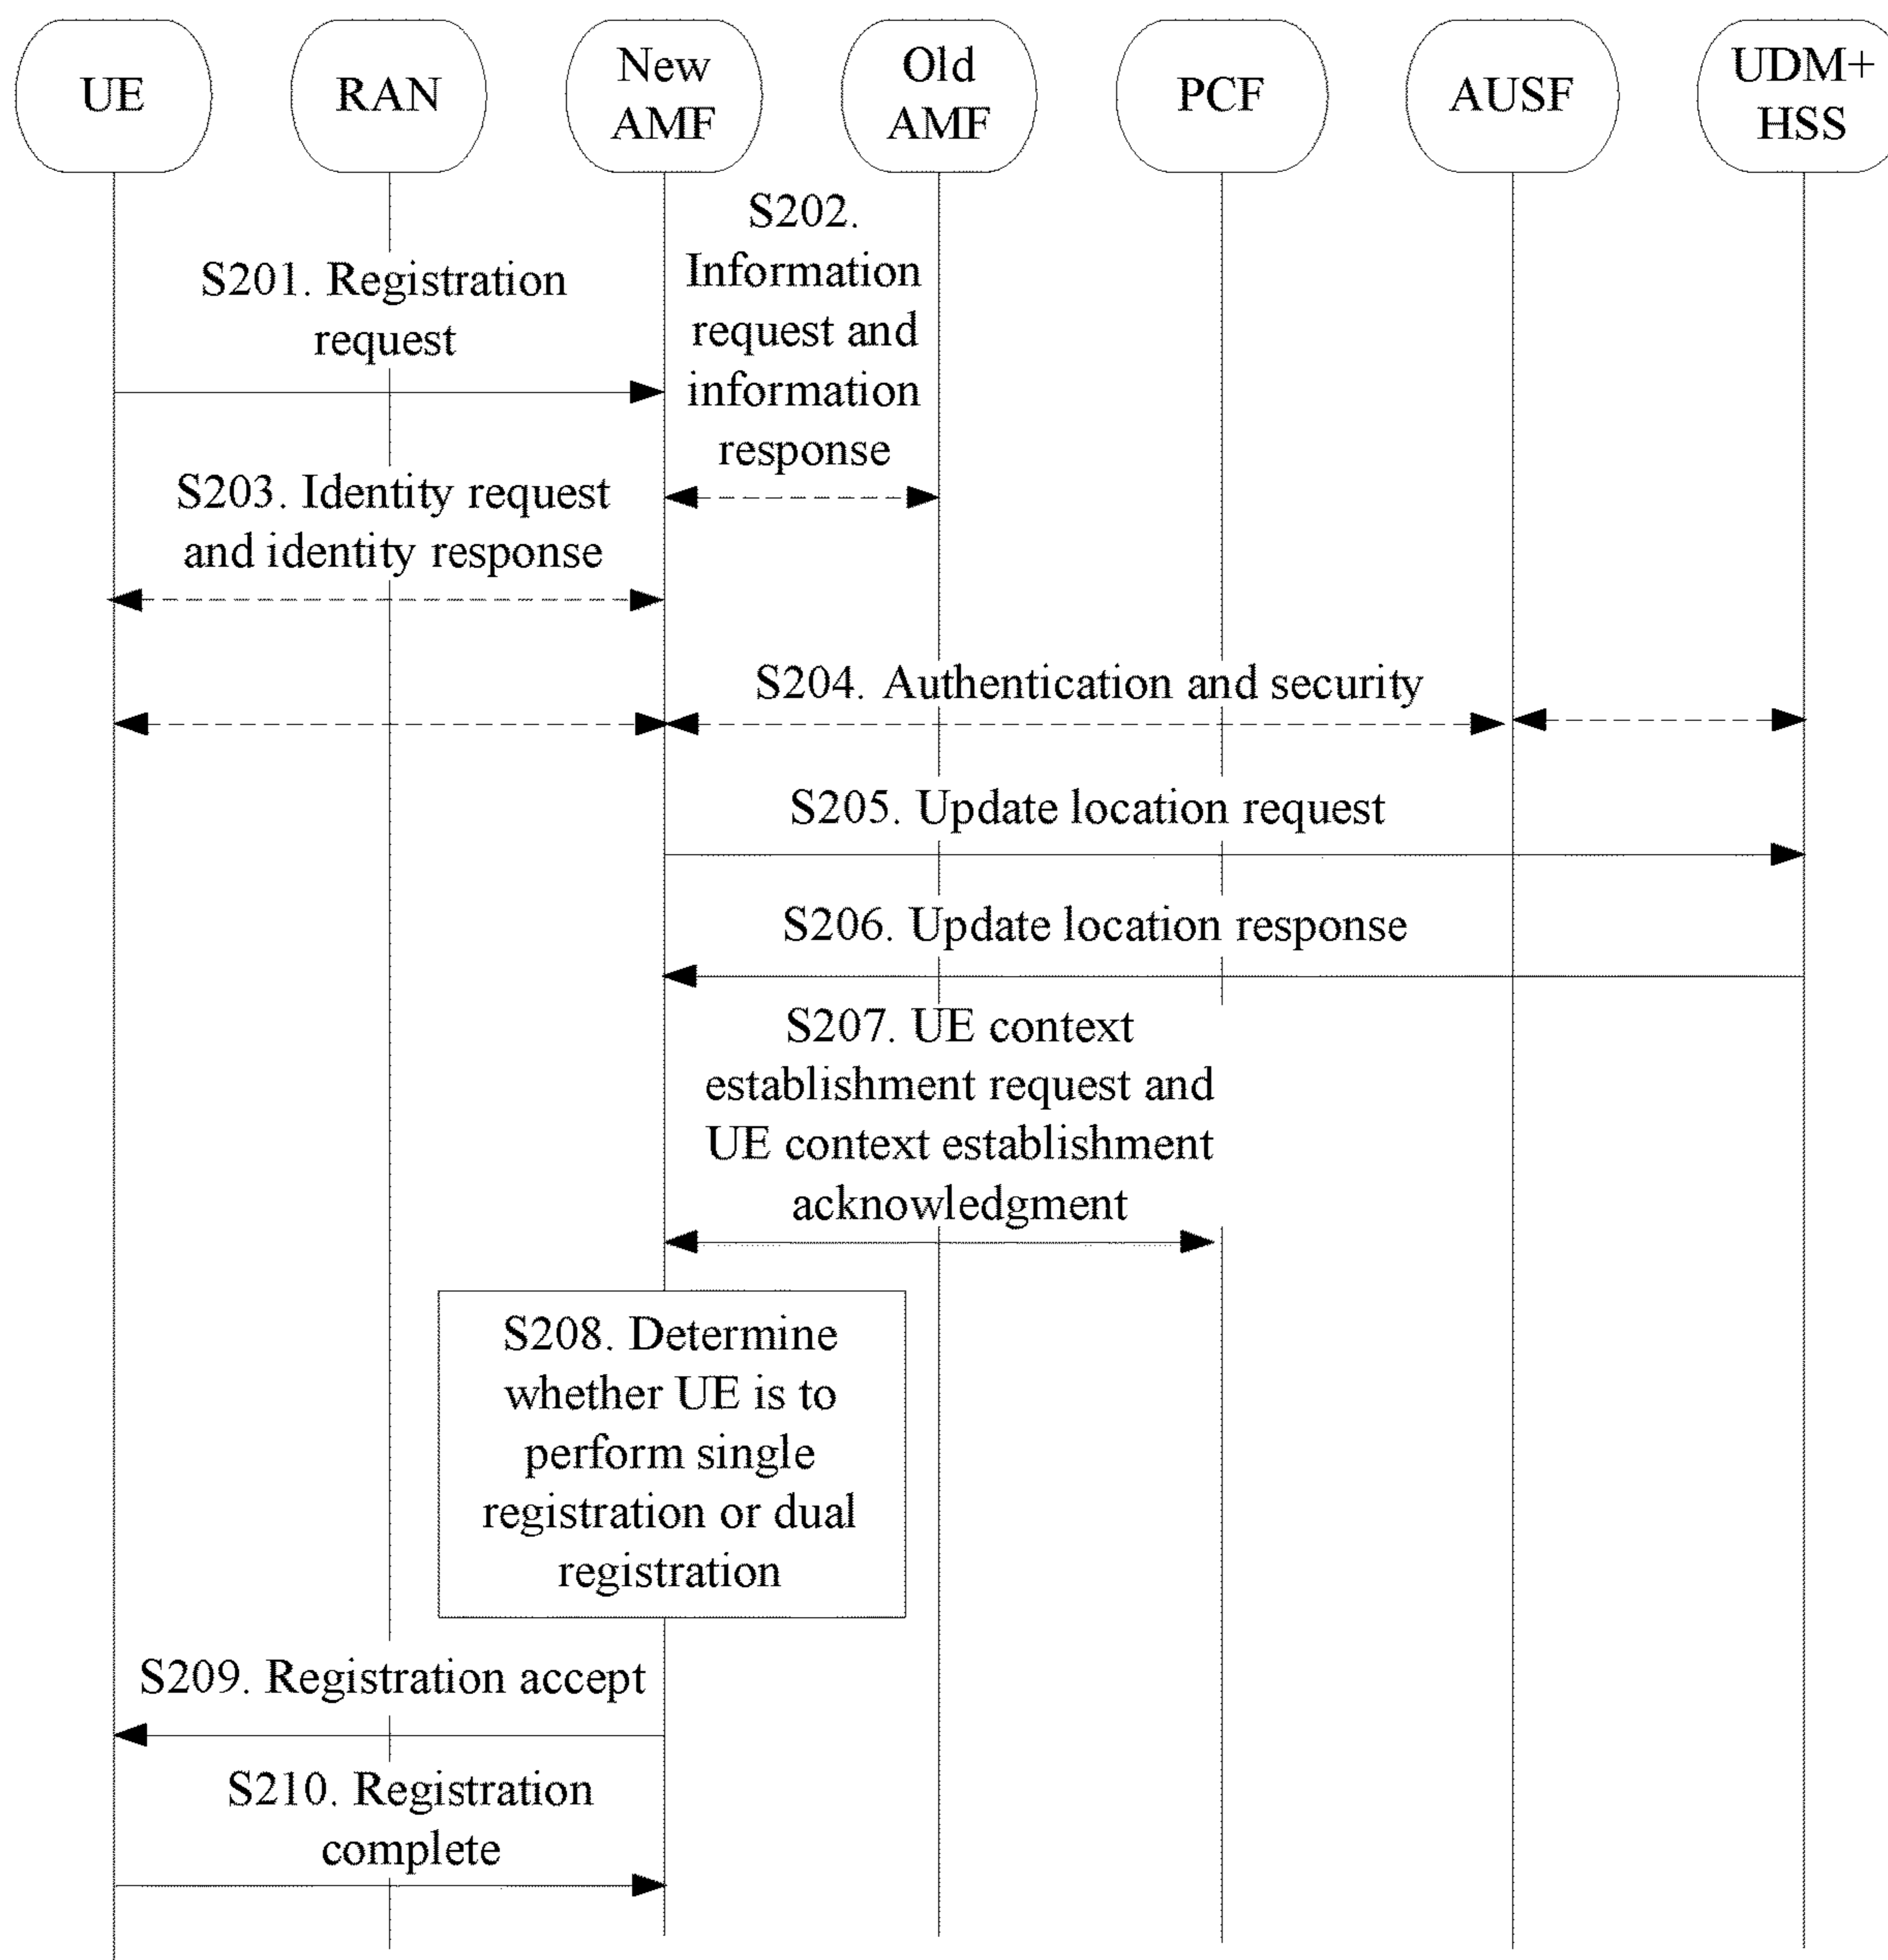 UE
RAN
New
AMF
Old
AMF
PCF
AUSF
UDM+
HSS
S201. Registration
request
S202.
Information
request and
information
response
S203. Identity request
and identity response
S204. Authentication and security
S205. Update location request
S206. Update location response
S207. UE context
establishment request and
UE context establishment
acknowledgment
S208. Determine
whether UE is to
perform single
registration or dual
registration
S209. Registration accept
S210. Registration
complete